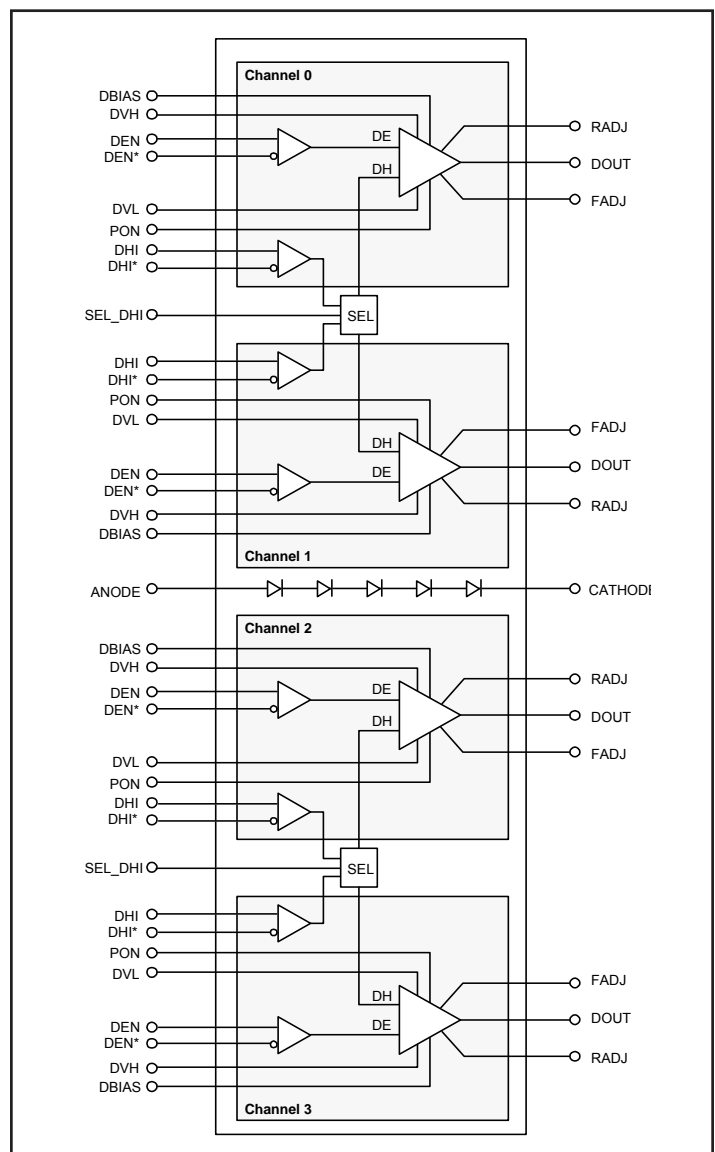 Channel 0
DBIAS
DVH
DEN
DEN*
DE
DH
RADJ
DOUT
FADJ
DVL
PON
DHI
DHI*
SEL_DHI
SEL
DHI
DHI*
PON
DVL
DH
DE
FADJ
DOUT
RADJ
DEN
DEN*
DVH
DBIAS
Channel 1
ANODE
CATHODE
Channel 2
DBIAS
DVH
DEN
DEN*
DE
DH
RADJ
DOUT
FADJ
DVL
PON
DHI
DHI*
SEL_DHI
SEL
DHI
DHI*
PON
DVL
DH
DE
FADJ
DOUT
RADJ
DEN
DEN*
DVH
DBIAS
Channel 3